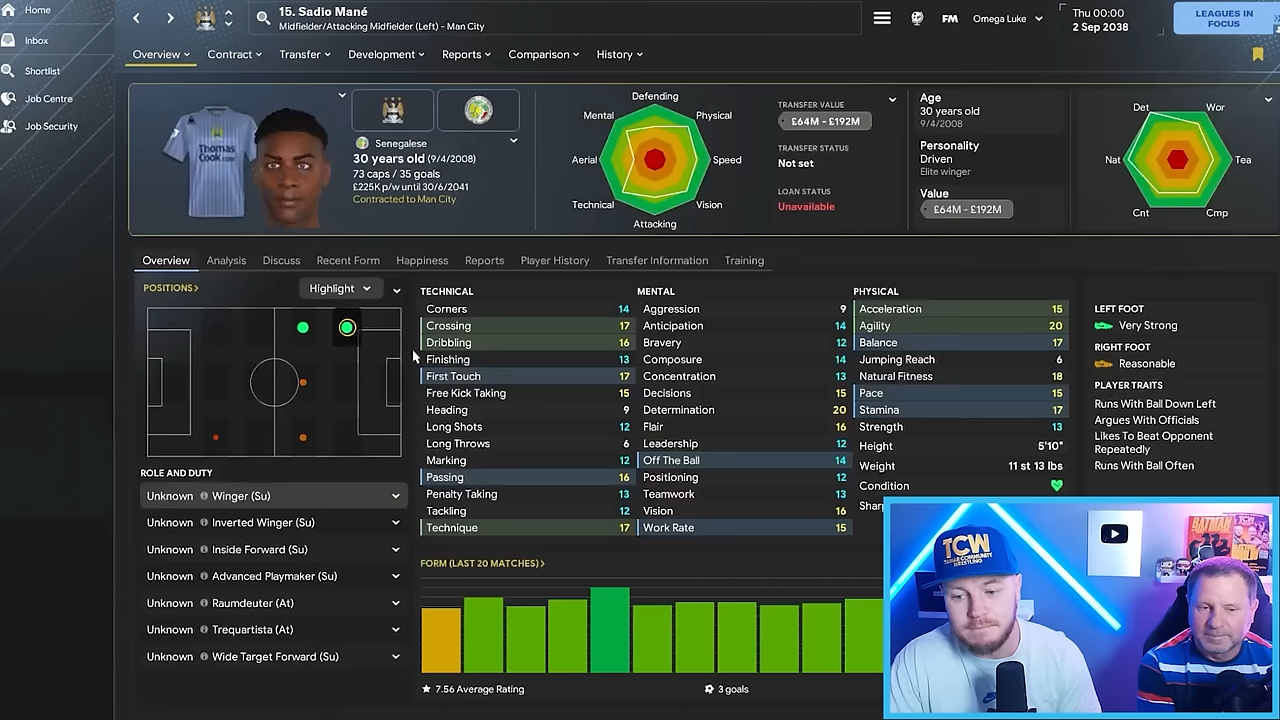 Home
Inbox
Shortlist
Job Centre
Job Security
15. Sadio Mané
Midfielder/Attacking Midfielder (Left) - Man City
FM
Omega Luke
Thu 00:00
2 Sep 2038
LEAGUES IN
FOCUS
Overview
Contract
Transfer
Development
Reports
Comparison
History
Thomas
Cook.com
Senegalese
30 years old (9/4/2008)
73 caps / 35 goals
£225K p/w until 30/6/2041
Contracted to Man City
Defending
Mental
Physical
Aerial
Speed
Technical
Vision
Attacking
TRANSFER VALUE
£64M - £192M
TRANSFER STATUS
Not set
LOAN STATUS
Unavailable
Age
30 years old
9/4/2008
Personality
Driven
Elite winger
Value
£64M - £192M
Det
Wor
Nat
Tea
Cnt
Cmp
Overview
Analysis
Discuss
Recent Form
Happiness
Reports
Player History
Transfer Information
Training
POSITIONS>
Highlight
ROLE AND DUTY
Unknown Winger (Su)
Unknown Inverted Winger (Su)
Unknown Inside Forward (Su)
Unknown Advanced Playmaker (Su)
Unknown Raumdeuter (At)
Unknown Trequartista (At)
Unknown Wide Target Forward (Su)
TECHNICAL
Corners 14
Crossing 17
Dribbling 16
Finishing 13
First Touch 17
Free Kick Taking 15
Heading 9
Long Shots 12
Long Throws 6
Marking 12
Passing 16
Penalty Taking 13
Tackling 12
Technique 17
MENTAL
Aggression 9
Anticipation 14
Bravery 12
Composure 14
Concentration 13
Decisions 15
Determination 20
Flair 16
Leadership 12
Off The Ball 14
Positioning 12
Teamwork 13
Vision 16
Work Rate 15
PHYSICAL
Acceleration 15
Agility 20
Balance 17
Jumping Reach 6
Natural Fitness 18
Pace 15
Stamina 17
Strength 13
Height 5'10"
Weight 11 st 13 lbs
Condition
Sharp
LEFT FOOT
Very Strong
RIGHT FOOT
Reasonable
PLAYER TRAITS
Runs With Ball Down Left
Argues With Officials
Likes To Beat Opponent
Repeatedly
Runs With Ball Often
FORM (LAST 20 MATCHES)>
7.56 Average Rating
3 goals
TCW
BATMAN
TCW